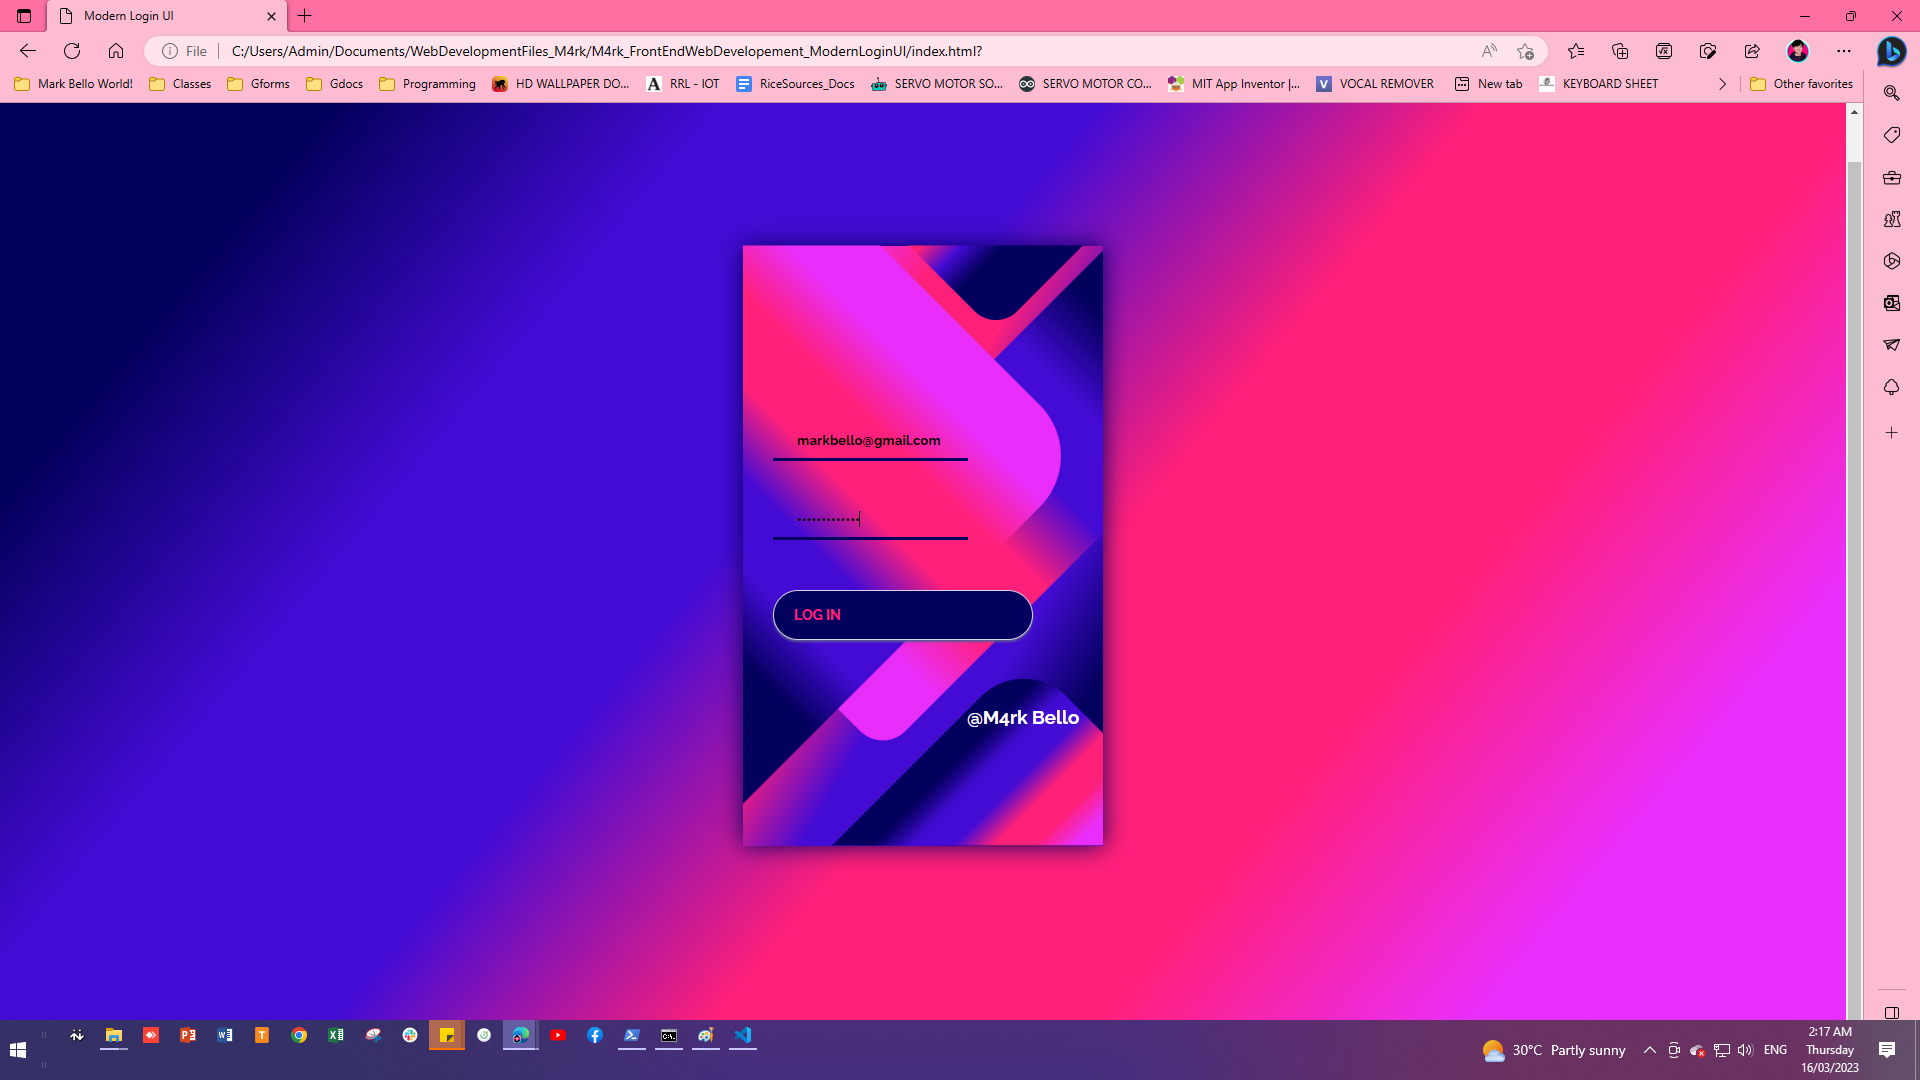 Modern Login UI
File
C:/Users/Admin/Documents/WebDevelopmentFiles_M4rk/M4rk_FrontEndWebDevelopement_ModernLoginUI/index.html?
Mark Bello World! Classes Gforms Gdocs Programming HD WALLPAPER DO... RRL - IOT RiceSources_Docs SERVO MOTOR SO... SERVO MOTOR CO... MIT App Inventor |... VOCAL REMOVER New tab KEYBOARD SHEET Other favorites
markbello@gmail.com
•••••••••••••
LOG IN
@M4rk Bello
30°C Partly sunny
ENG
2:17 AM
Thursday
16/03/2023